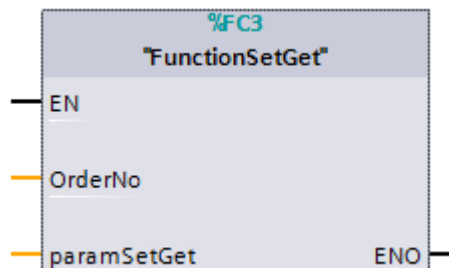 %FC3
"FunctionSetGet"
EN
OrderNo
paramSetGet ENO